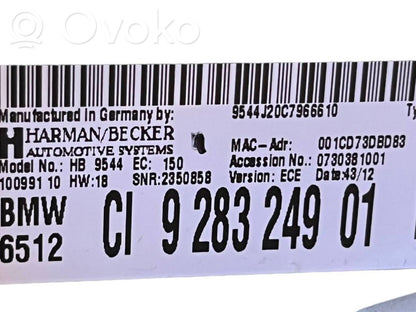 OVOKO
Manufactured in Germany by: 9544J20C7966610 Ty
HARMAN/BECKER
AUTOMOTIVE SYSTEMS MAC-Adr: 001CD73DBD83
Model No.: HB 9544 EC: 150 Accession No.: 0730381001
1009910 HW:18 SNR:2350858 Version: ECE Date:43/12
BMW
6512 CI 9 283 249 01